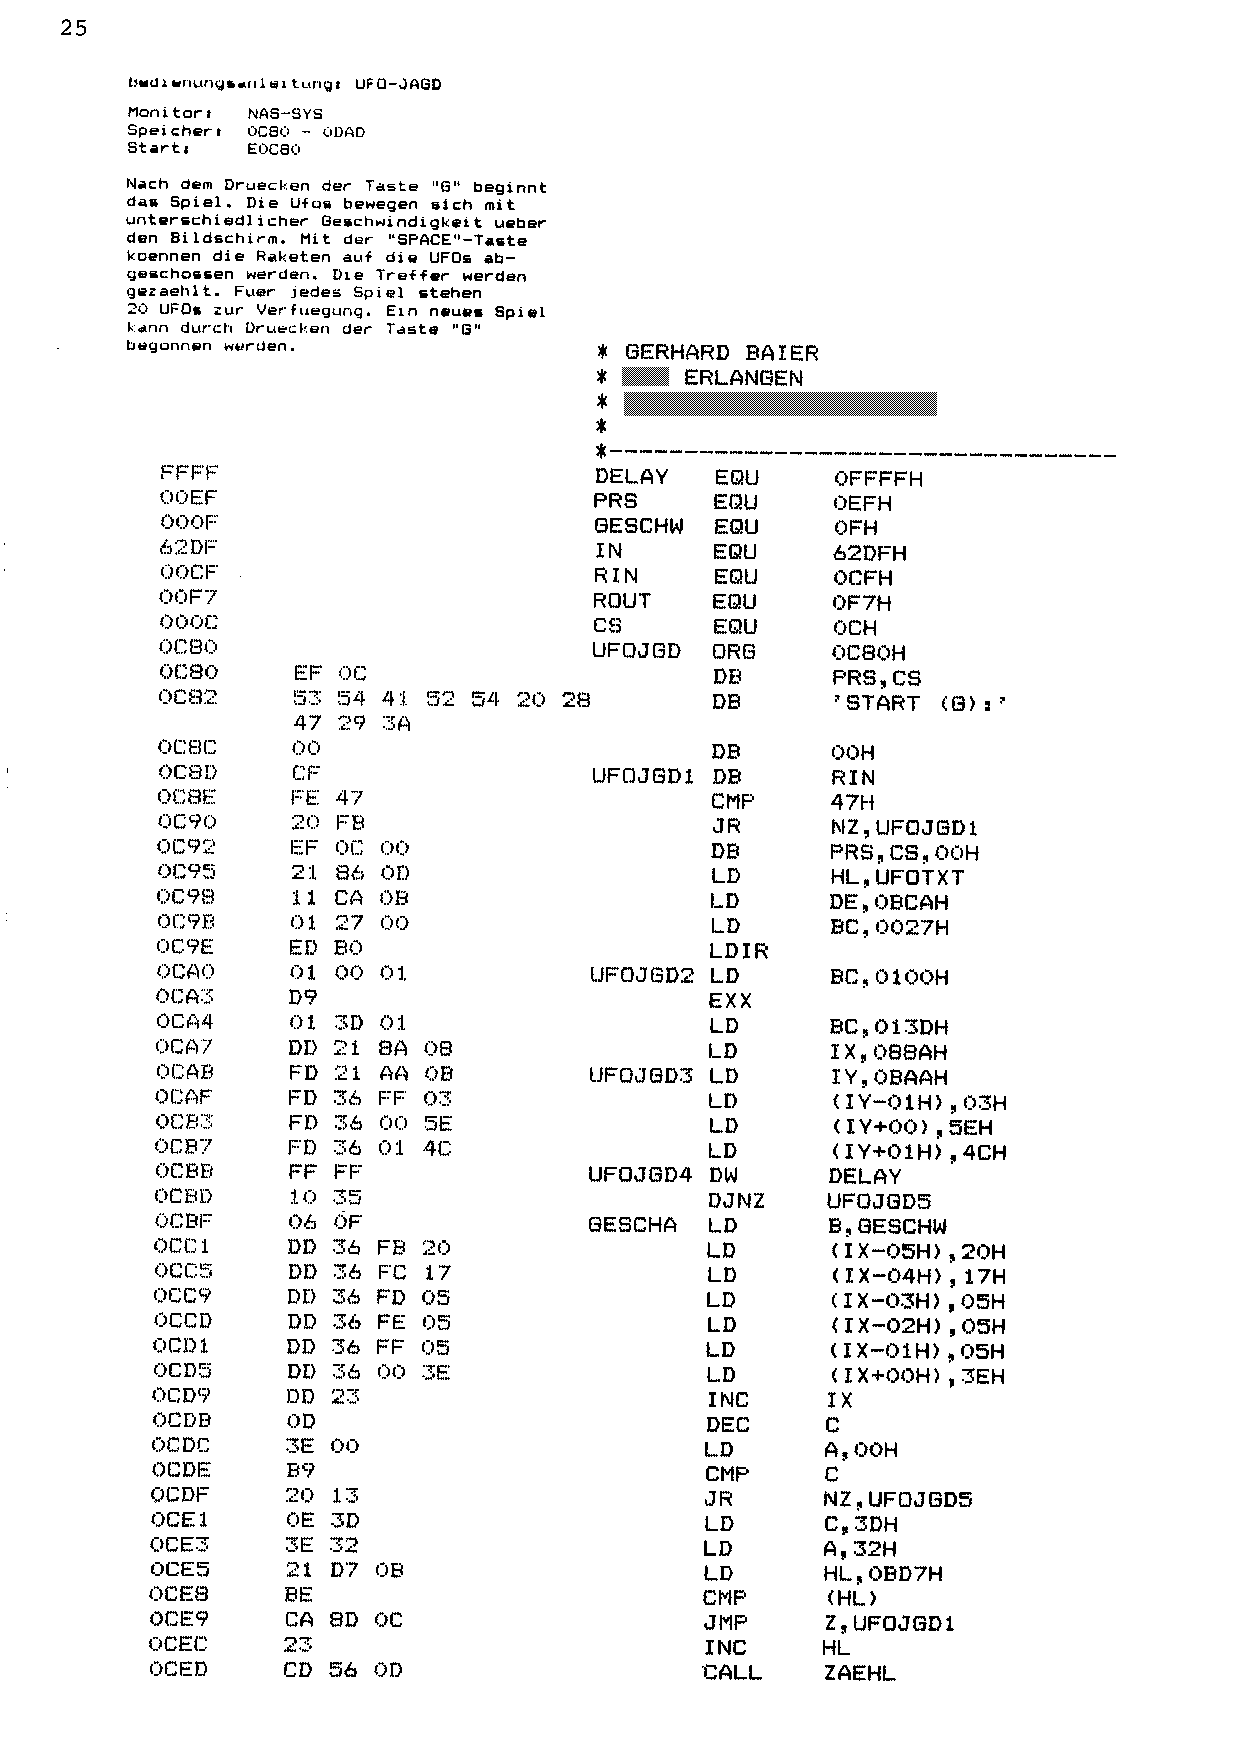 25
Bedienungsanleitung: UFO-JAGD
Monitor: NAS-SYS
Speicher: 0C80 - 0DAD
Start: E0C80
Nach dem Druecken der Taste "G" beginnt
das Spiel. Die Ufos bewegen sich mit
unterschiedlicher Geschwindigkeit ueber
den Bildschirm. Mit der "SPACE"-Taste
koennen die Raketen auf die UFOs ab-
geschossen werden. Die Treffer werden
gezaehlt. Fuer jedes Spiel stehen
20 UFOs zur Verfuegung. Ein neues Spiel
kann durch Druecken der Taste "G"
begonnen werden.
* GERHARD BAIER
* ERLANGEN
*
*
*----------------------------------
FFFF DELAY EQU 0FFFFH
00EF PRS EQU 0EFH
000F GESCHW EQU 0FH
62DF IN EQU 62DFH
00CF RIN EQU 0CFH
00F7 ROUT EQU 0F7H
000C CS EQU 0CH
0C80 UFOJGD ORG 0C80H
0C80 EF 0C DB PRS,CS
0C82 53 54 41 52 54 20 28 DB 'START (G):'
47 29 3A
0C8C 00 DB 00H
0C8D CF UFOJGD1 DB RIN
0C8E FE 47 CMP 47H
0C90 20 FB JR NZ,UFOJGD1
0C92 EF 0C 00 DB PRS,CS,00H
0C95 21 86 0D LD HL,UFOTXT
0C98 11 CA 0B LD DE,0BCAH
0C9B 01 27 00 LD BC,0027H
0C9E ED B0 LDIR
0CA0 01 00 01 UFOJGD2 LD BC,0100H
0CA3 D9 EXX
0CA4 01 3D 01 LD BC,013DH
0CA7 DD 21 8A 08 LD IX,088AH
0CAB FD 21 AA 0B UFOJGD3 LD IY,0BAAH
0CAF FD 36 FF 03 LD (IY-01H),03H
0CB3 FD 36 00 5E LD (IY+00),5EH
0CB7 FD 36 01 4C LD (IY+01H),4CH
0CBB FF FF UFOJGD4 DW DELAY
0CBD 10 35 DJNZ UFOJGD5
0CBF 06 0F GESCHA LD B,GESCHW
0CC1 DD 36 FB 20 LD (IX-05H),20H
0CC5 DD 36 FC 17 LD (IX-04H),17H
0CC9 DD 36 FD 05 LD (IX-03H),05H
0CCD DD 36 FE 05 LD (IX-02H),05H
0CD1 DD 36 FF 05 LD (IX-01H),05H
0CD5 DD 36 00 3E LD (IX+00H),3EH
0CD9 DD 23 INC IX
0CDB 0D DEC C
0CDC 3E 00 LD A,00H
0CDE B9 CMP C
0CDF 20 13 JR NZ,UFOJGD5
0CE1 0E 3D LD C,3DH
0CE3 3E 32 LD A,32H
0CE5 21 D7 0B LD HL,0BD7H
0CE8 BE CMP (HL)
0CE9 CA 8D 0C JMP Z,UFOJGD1
0CEC 23 INC HL
0CED CD 56 0D CALL ZAEHL